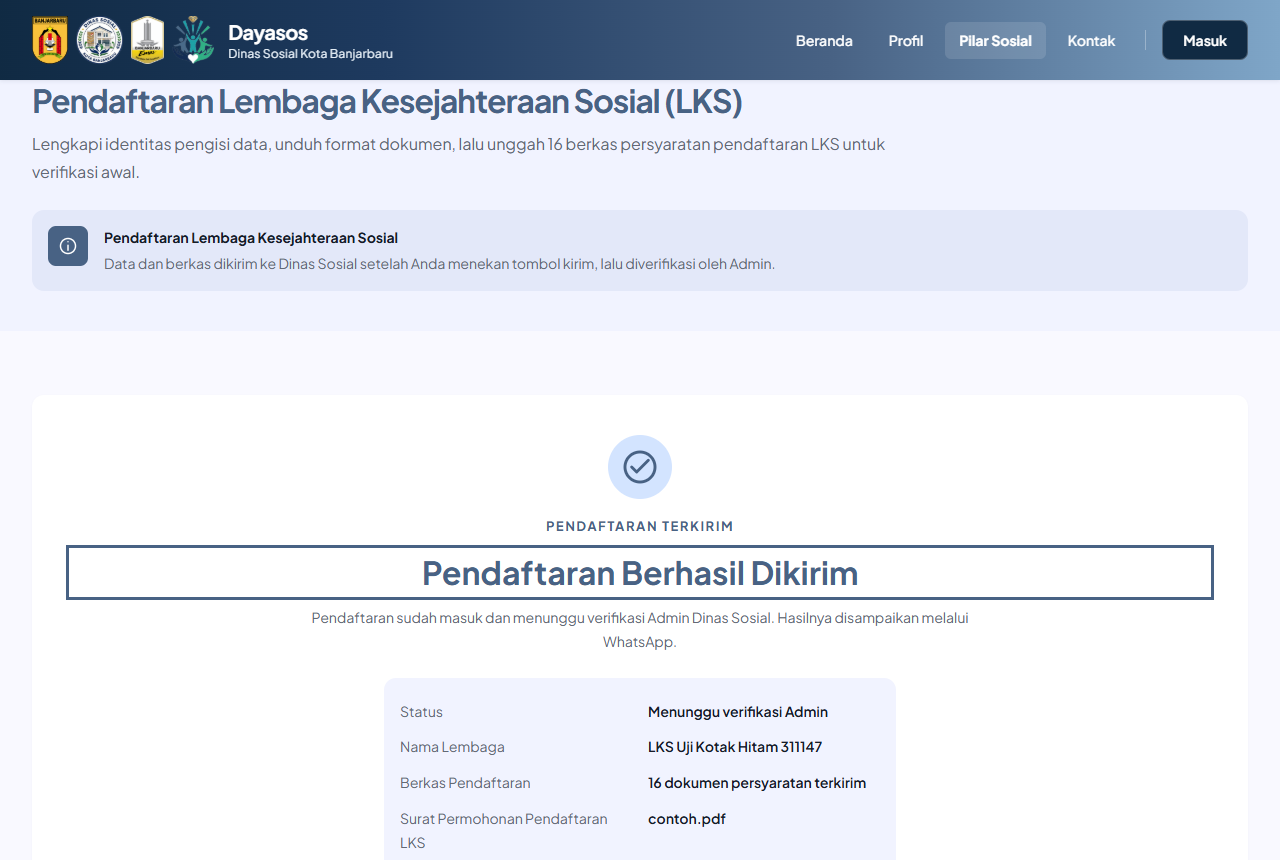 BANJARBARU
DINAS SOSIAL
Dayasos
Dinas Sosial Kota Banjarbaru
Beranda
Profil
Pilar Sosial
Kontak
Masuk
Pendaftaran Lembaga Kesejahteraan Sosial (LKS)
Lengkapi identitas pengisi data, unduh format dokumen, lalu unggah 16 berkas persyaratan pendaftaran LKS untuk
verifikasi awal.
Pendaftaran Lembaga Kesejahteraan Sosial
Data dan berkas dikirim ke Dinas Sosial setelah Anda menekan tombol kirim, lalu diverifikasi oleh Admin.
PENDAFTARAN TERKIRIM
Pendaftaran Berhasil Dikirim
Pendaftaran sudah masuk dan menunggu verifikasi Admin Dinas Sosial. Hasilnya disampaikan melalui
WhatsApp.
Status
Menunggu verifikasi Admin
Nama Lembaga
LKS Uji Kotak Hitam 311147
Berkas Pendaftaran
16 dokumen persyaratan terkirim
Surat Permohonan Pendaftaran
LKS
contoh.pdf